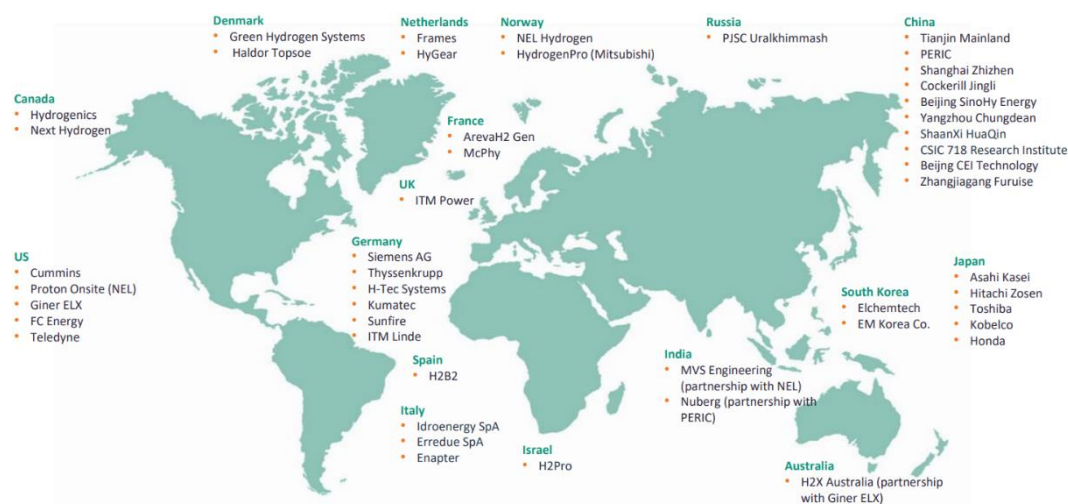 Denmark
Green Hydrogen Systems
Haldor Topsoe
Netherlands
Frames
HyGear
Norway
NEL Hydrogen
HydrogenPro (Mitsubishi)
Russia
PJSC Uralkhimmash
China
Tianjin Mainland
PERIC
Shanghai Zhizhen
Cockerill Jingli
Beijing SinoHy Energy
Yangzhou Chungdean
ShaanXi HuaQin
CSIC 718 Research Institute
Beijng CEI Technology
Zhangjiagang Furuise
Canada
Hydrogenics
Next Hydrogen
France
ArevaH2 Gen
McPhy
UK
ITM Power
US
Cummins
Proton Onsite (NEL)
Giner ELX
FC Energy
Teledyne
Germany
Siemens AG
Thyssenkrupp
H-Tec Systems
Kumatec
Sunfire
ITM Linde
Japan
Asahi Kasei
Hitachi Zosen
Toshiba
Kobelco
Honda
South Korea
Elchemtech
EM Korea Co.
Spain
H2B2
India
MVS Engineering
(partnership with NEL)
Nuberg (partnership with
PERIC)
Italy
Idroenergy SpA
Erredue SpA
Enapter
Israel
H2Pro
Australia
H2X Australia (partnership
with Giner ELX)